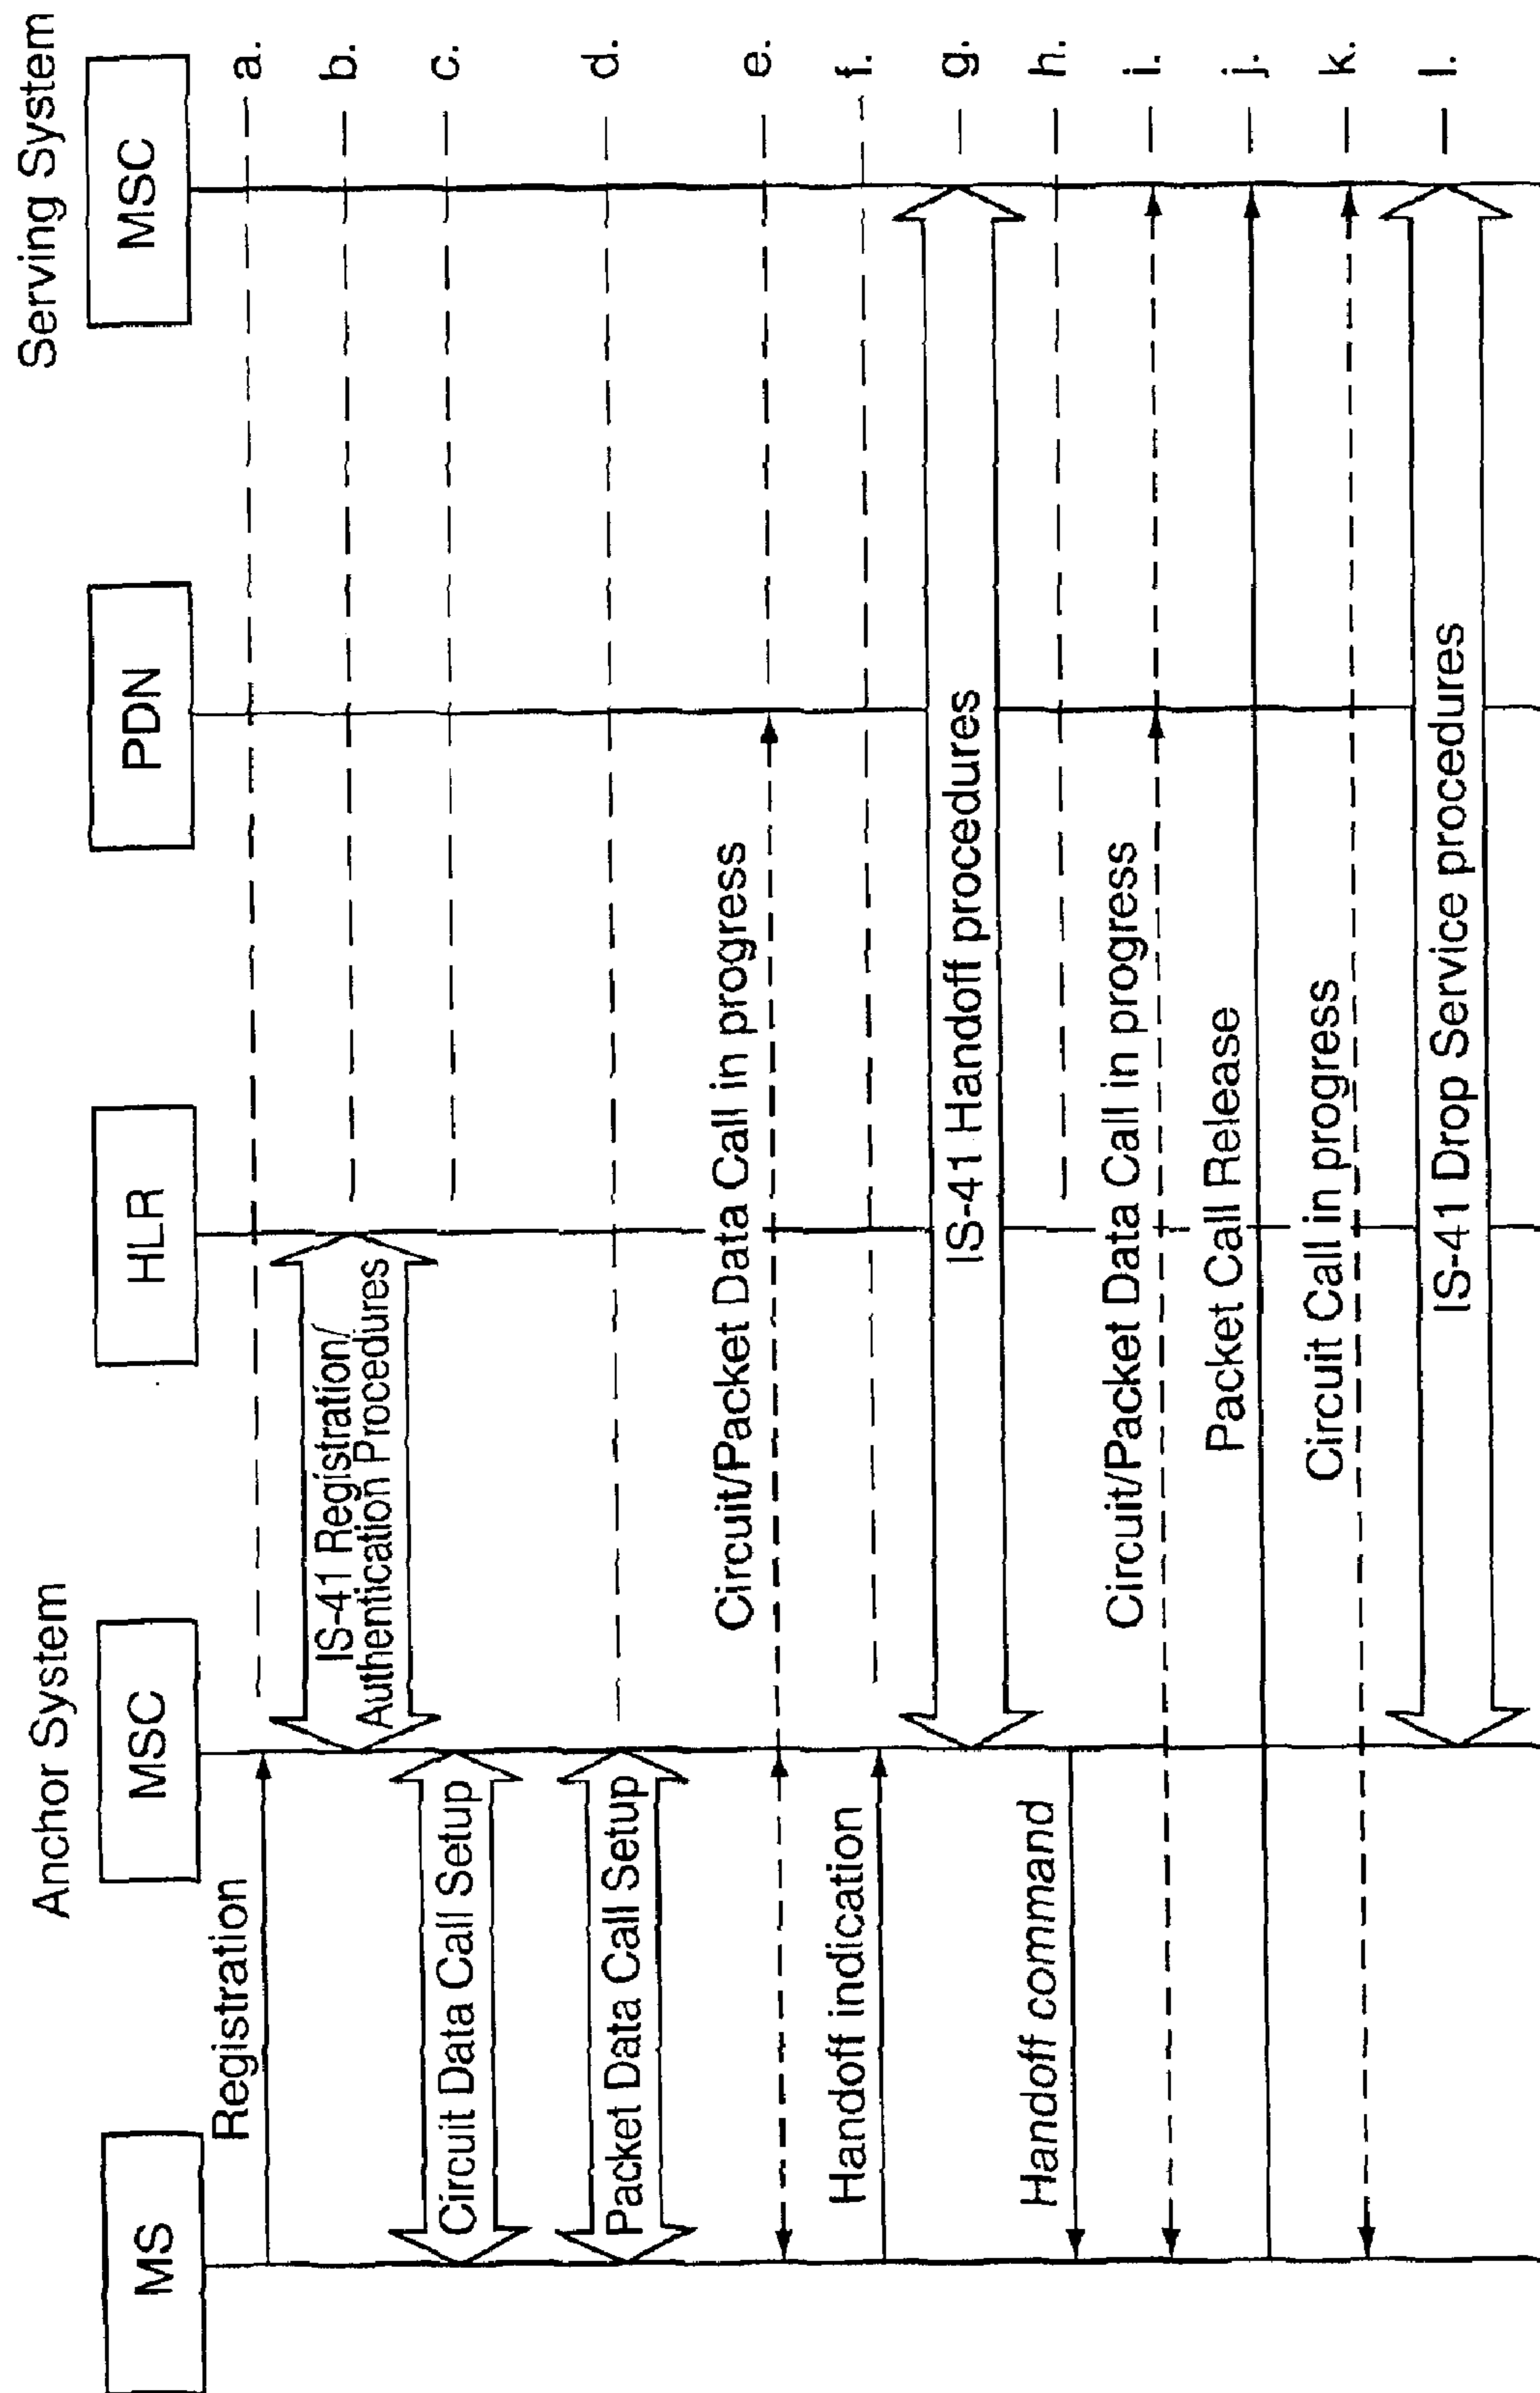 Anchor System
Serving System
MS
MSC
HLR
PDN
MSC
Registration
a.
IS-41 Registration/
Authentication Procedures
b.
Circuit Data Call Setup
c.
Packet Data Call Setup
d.
Circuit/Packet Data Call in progress
e.
Handoff indication
f.
IS-41 Handoff procedures
g.
Handoff command
h.
Circuit/Packet Data Call in progress
i.
Packet Call Release
j.
Circuit Call in progress
k.
IS-41 Drop Service procedures
l.